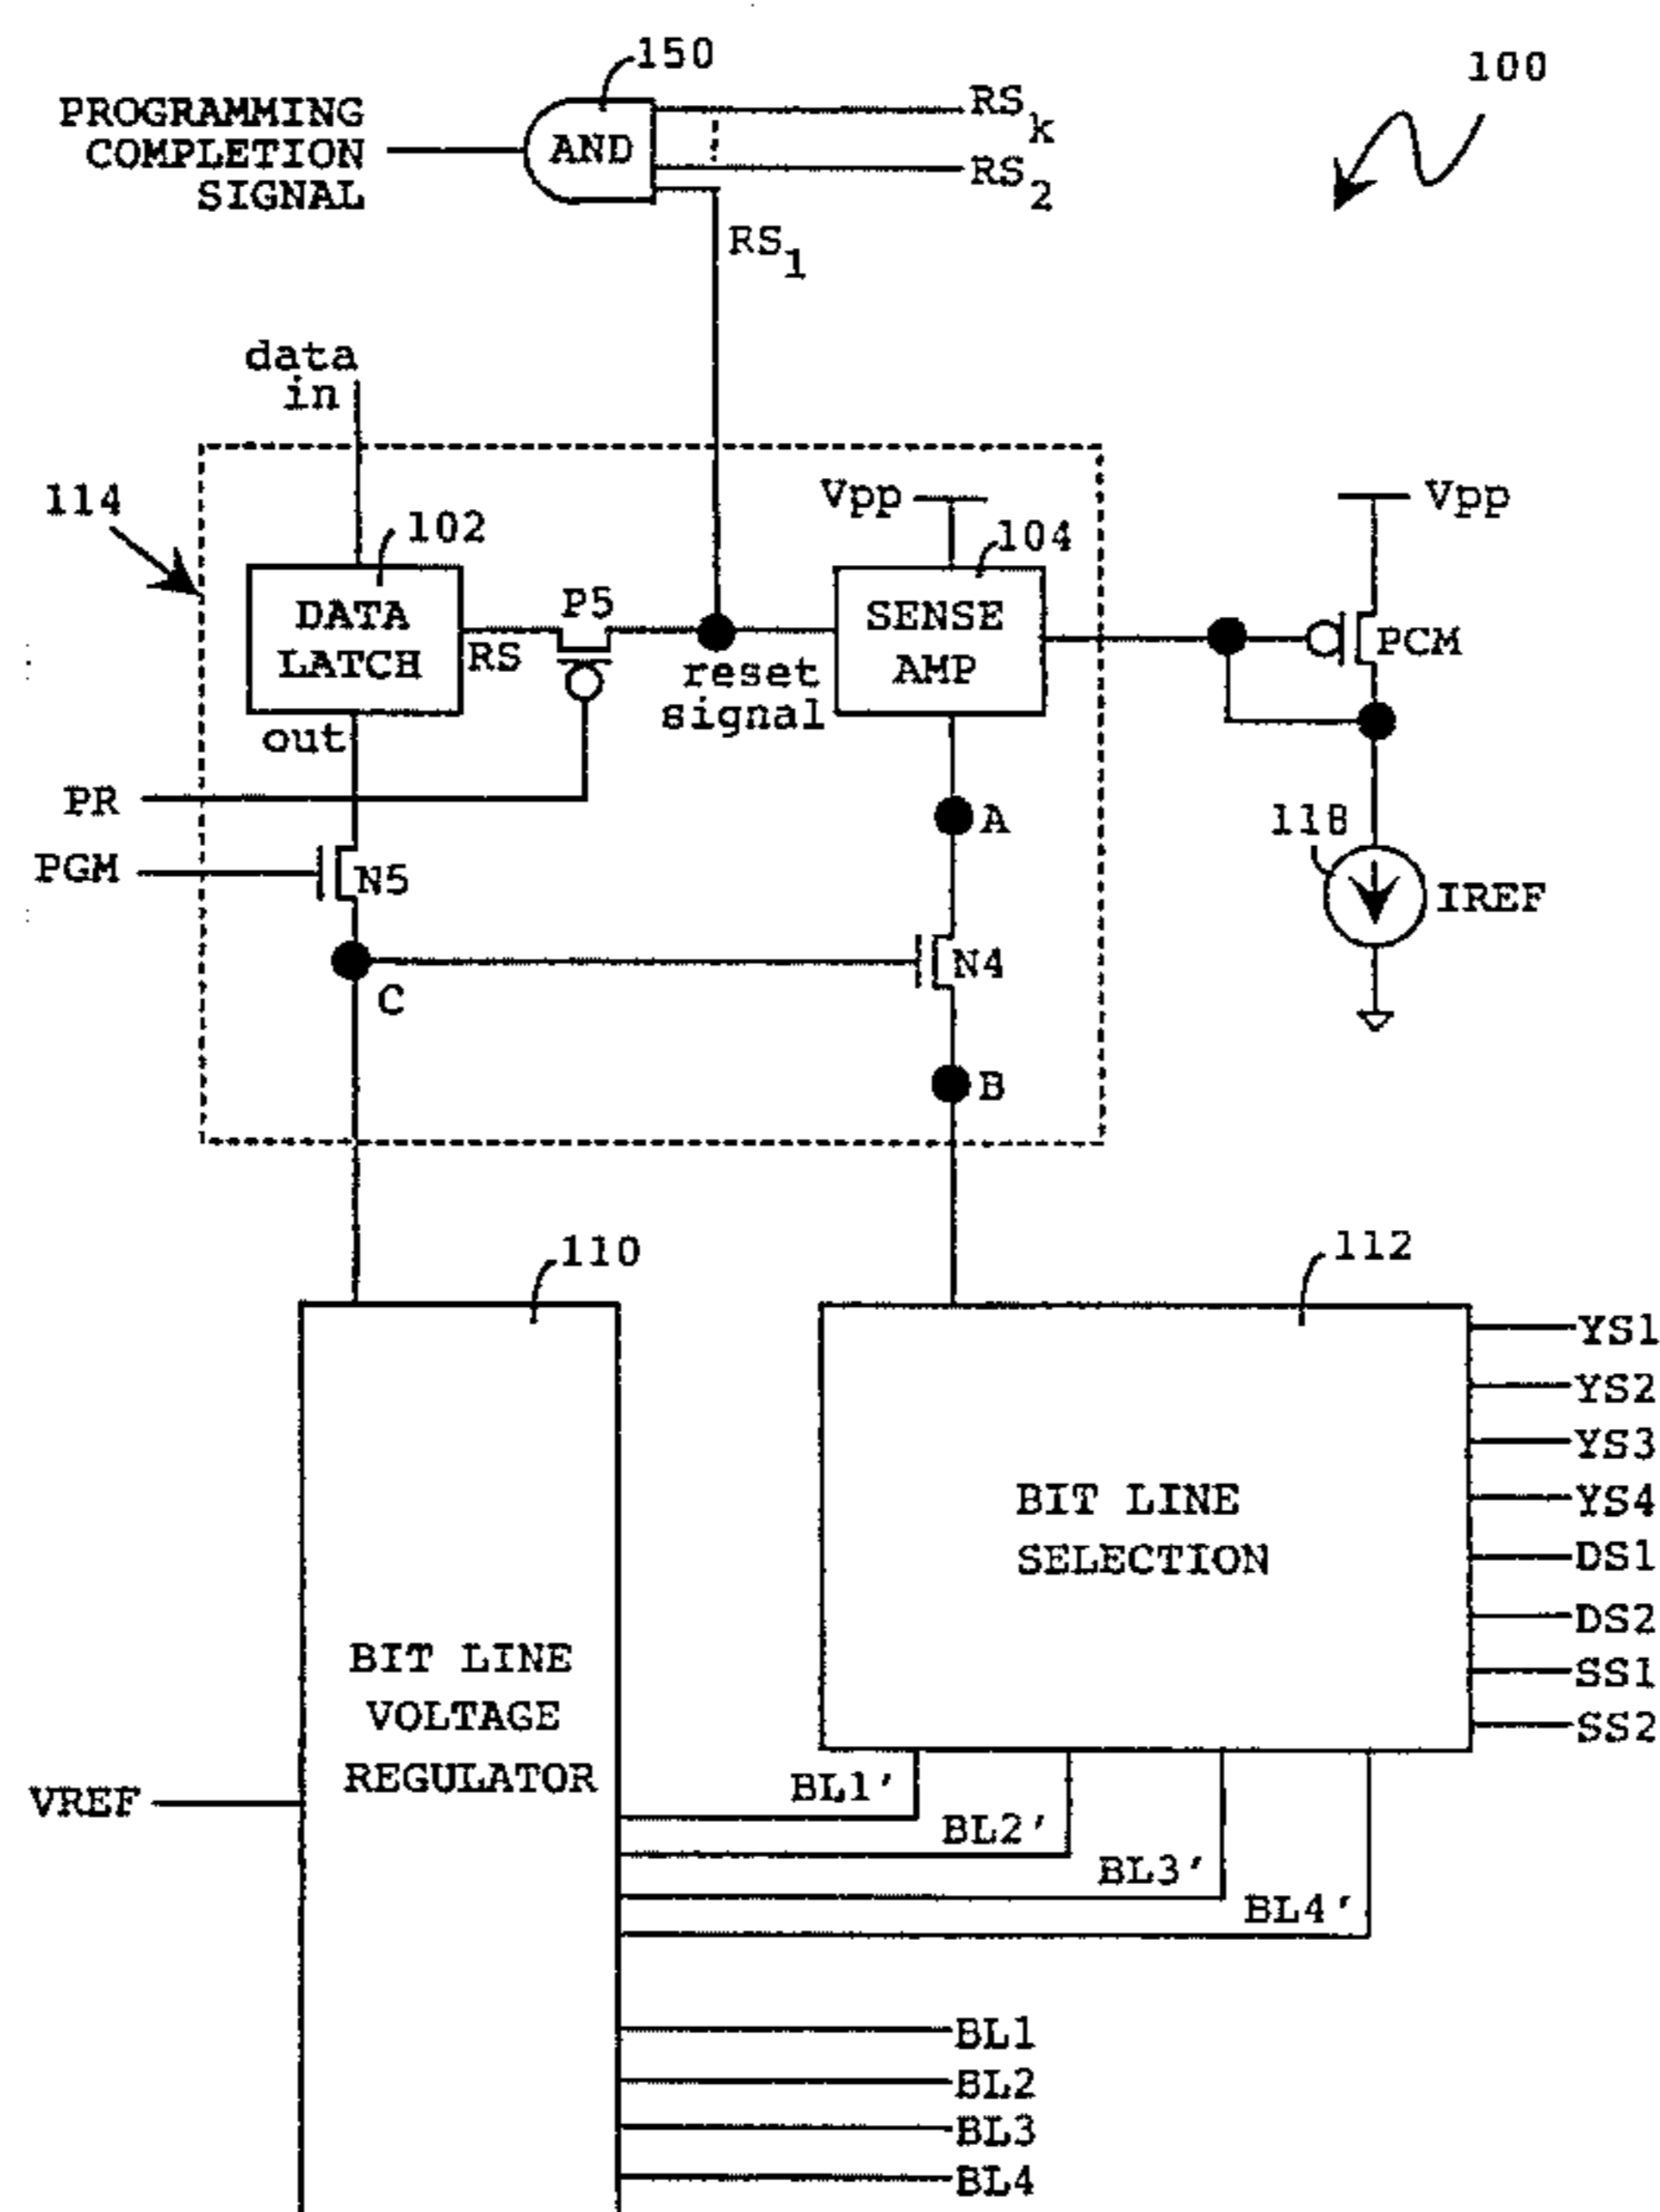 150
100
PROGRAMMING
COMPLETION
SIGNAL
AND
RSk
RS2
RS1
data
in
114
102
Vpp
104
Vpp
DATA
LATCH
RS
P5
reset
signal
SENSE
AMP
PCM
out
PR
A
118
PGM
N5
IREF
N4
C
B
110
112
YS1
YS2
YS3
YS4
DS1
DS2
SS1
SS2
BIT LINE
SELECTION
BIT LINE
VOLTAGE
REGULATOR
VREF
BL1'
BL2'
BL3'
BL4'
BL1
BL2
BL3
BL4